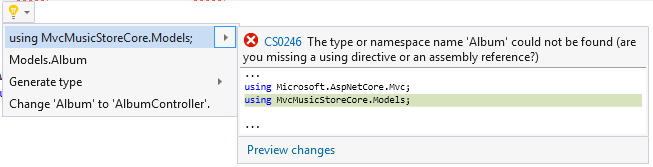 using MvcMusicStoreCore.Models;
Models.Album
Generate type
Change 'Album' to 'AlbumController'.
CS0246 The type or namespace name 'Album' could not be found (are
you missing a using directive or an assembly reference?)
...
using Microsoft.AspNetCore.Mvc;
using MvcMusicStoreCore.Models;
...
Preview changes